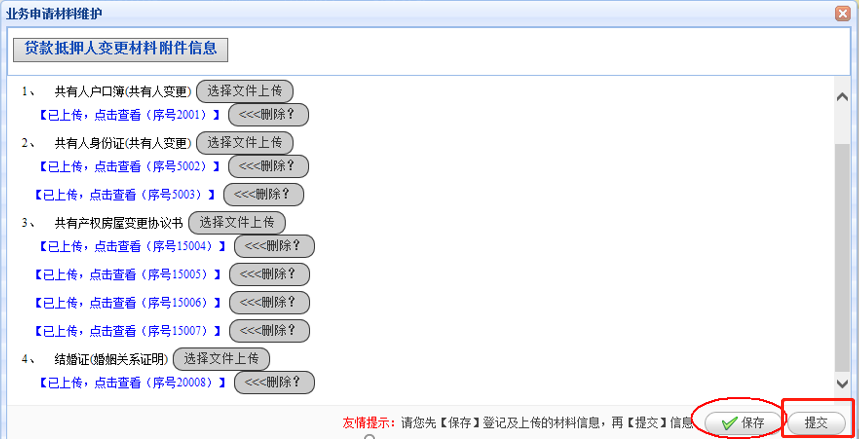 业务申请材料维护
贷款抵押人变更材料附件信息
1、 共有人户口簿(共有人变更) 选择文件上传
【已上传，点击查看（序号2001）】 <<<删除？
2、 共有人身份证(共有人变更) 选择文件上传
【已上传，点击查看（序号5002）】 <<<删除？
【已上传，点击查看（序号5003）】 <<<删除？
3、 共有产权房屋变更协议书 选择文件上传
【已上传，点击查看（序号15004）】 <<<删除？
【已上传，点击查看（序号15005）】 <<<删除？
【已上传，点击查看（序号15006）】 <<<删除？
【已上传，点击查看（序号15007）】 <<<删除？
4、 结婚证(婚姻关系证明) 选择文件上传
【已上传，点击查看（序号20008）】 <<<删除？
友情提示：请您先【保存】登记及上传的材料信息，再【提交】信息 保存 提交